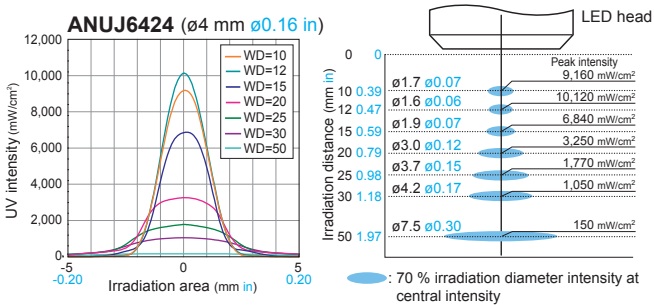 ANUJ6424 (ø4 mm ø0.16 in)
12,000
10,000
8,000
6,000
4,000
2,000
0
UV intensity (mW/cm²)
WD=10
WD=12
WD=15
WD=20
WD=25
WD=30
WD=50
-5 0 5
-0.20 0.20
Irradiation area (mm in)
LED head
Irradiation distance (mm in)
0 0
Peak intensity
ø1.7 ø0.07 9,160 mW/cm²
10 0.39
ø1.6 ø0.06 10,120 mW/cm²
12 0.47
ø1.9 ø0.07 6,840 mW/cm²
15 0.59
ø3.0 ø0.12 3,250 mW/cm²
20 0.79
ø3.7 ø0.15 1,770 mW/cm²
25 0.98
ø4.2 ø0.17 1,050 mW/cm²
30 1.18
ø7.5 ø0.30 150 mW/cm²
50 1.97
: 70 % irradiation diameter intensity at
central intensity